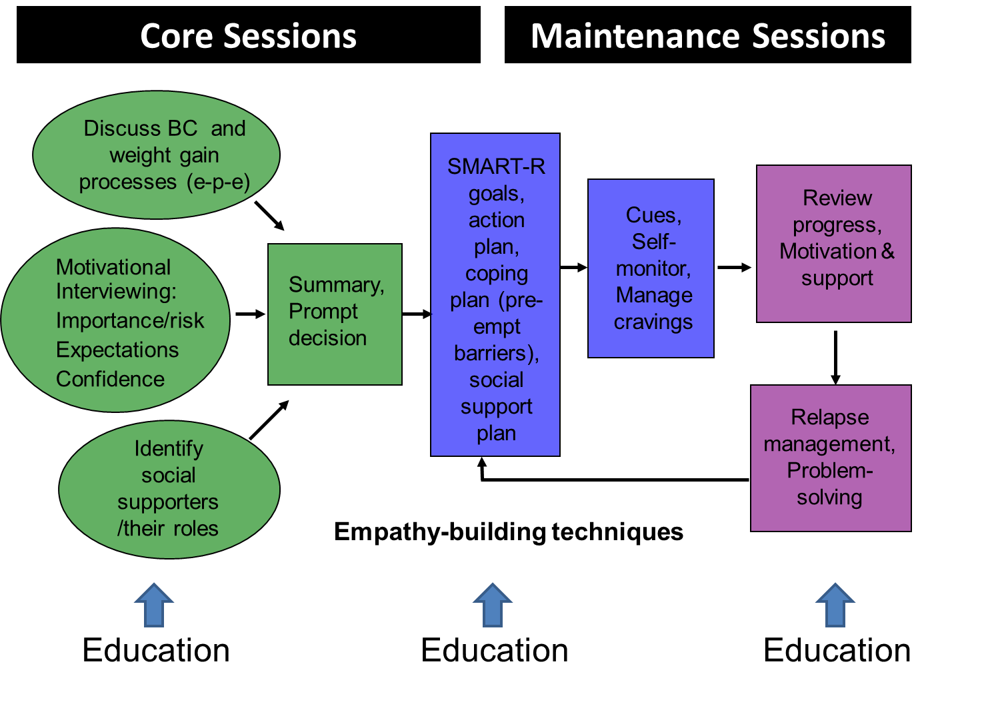 Core Sessions
Maintenance Sessions
Discuss BC and
weight gain
processes (e-p-e)
Motivational
Interviewing:
Importance/risk
Expectations
Confidence
Identify
social
supporters
/their roles
Summary,
Prompt
decision
SMART-R
goals,
action
plan,
coping
plan (pre-
empt
barriers),
social
support
plan
Cues,
Self-
monitor,
Manage
cravings
Review
progress,
Motivation &
support
Relapse
management,
Problem-
solving
Empathy-building techniques
Education
Education
Education